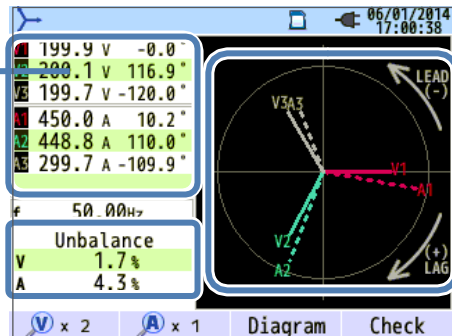 06/01/2014
17:00:38
V1 199.9 V -0.0°
V2 200.1 V 116.9°
V3 199.7 V -120.0°
A1 450.0 A 10.2°
A2 448.8 A 110.0°
A3 299.7 A -109.9°
f 50.00Hz
Unbalance
V 1.7%
A 4.3%
LEAD
(-)
V3A3
V1
A1
V2
A2
(+)
LAG
V x 2 A x 1 Diagram Check